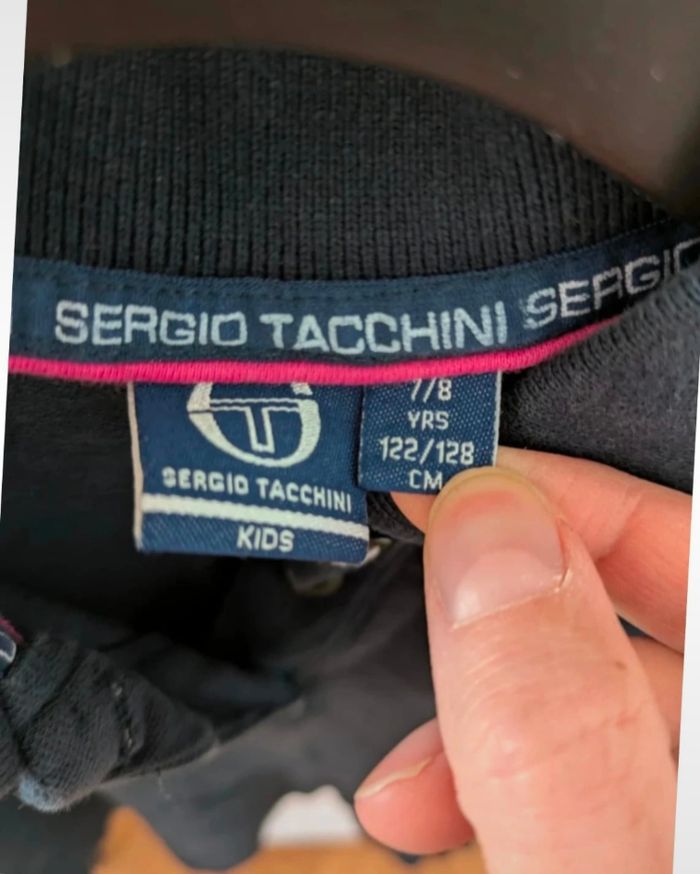 SERGIO TACCHINI SERGIO
7/8
YRS
122/128
CM
SERGIO TACCHINI
KIDS